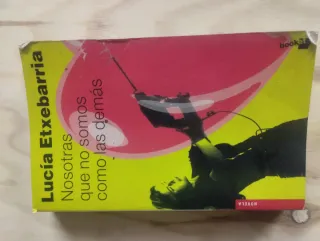 Lucía Etxebarria
Nosotras
que no somos
como las demás